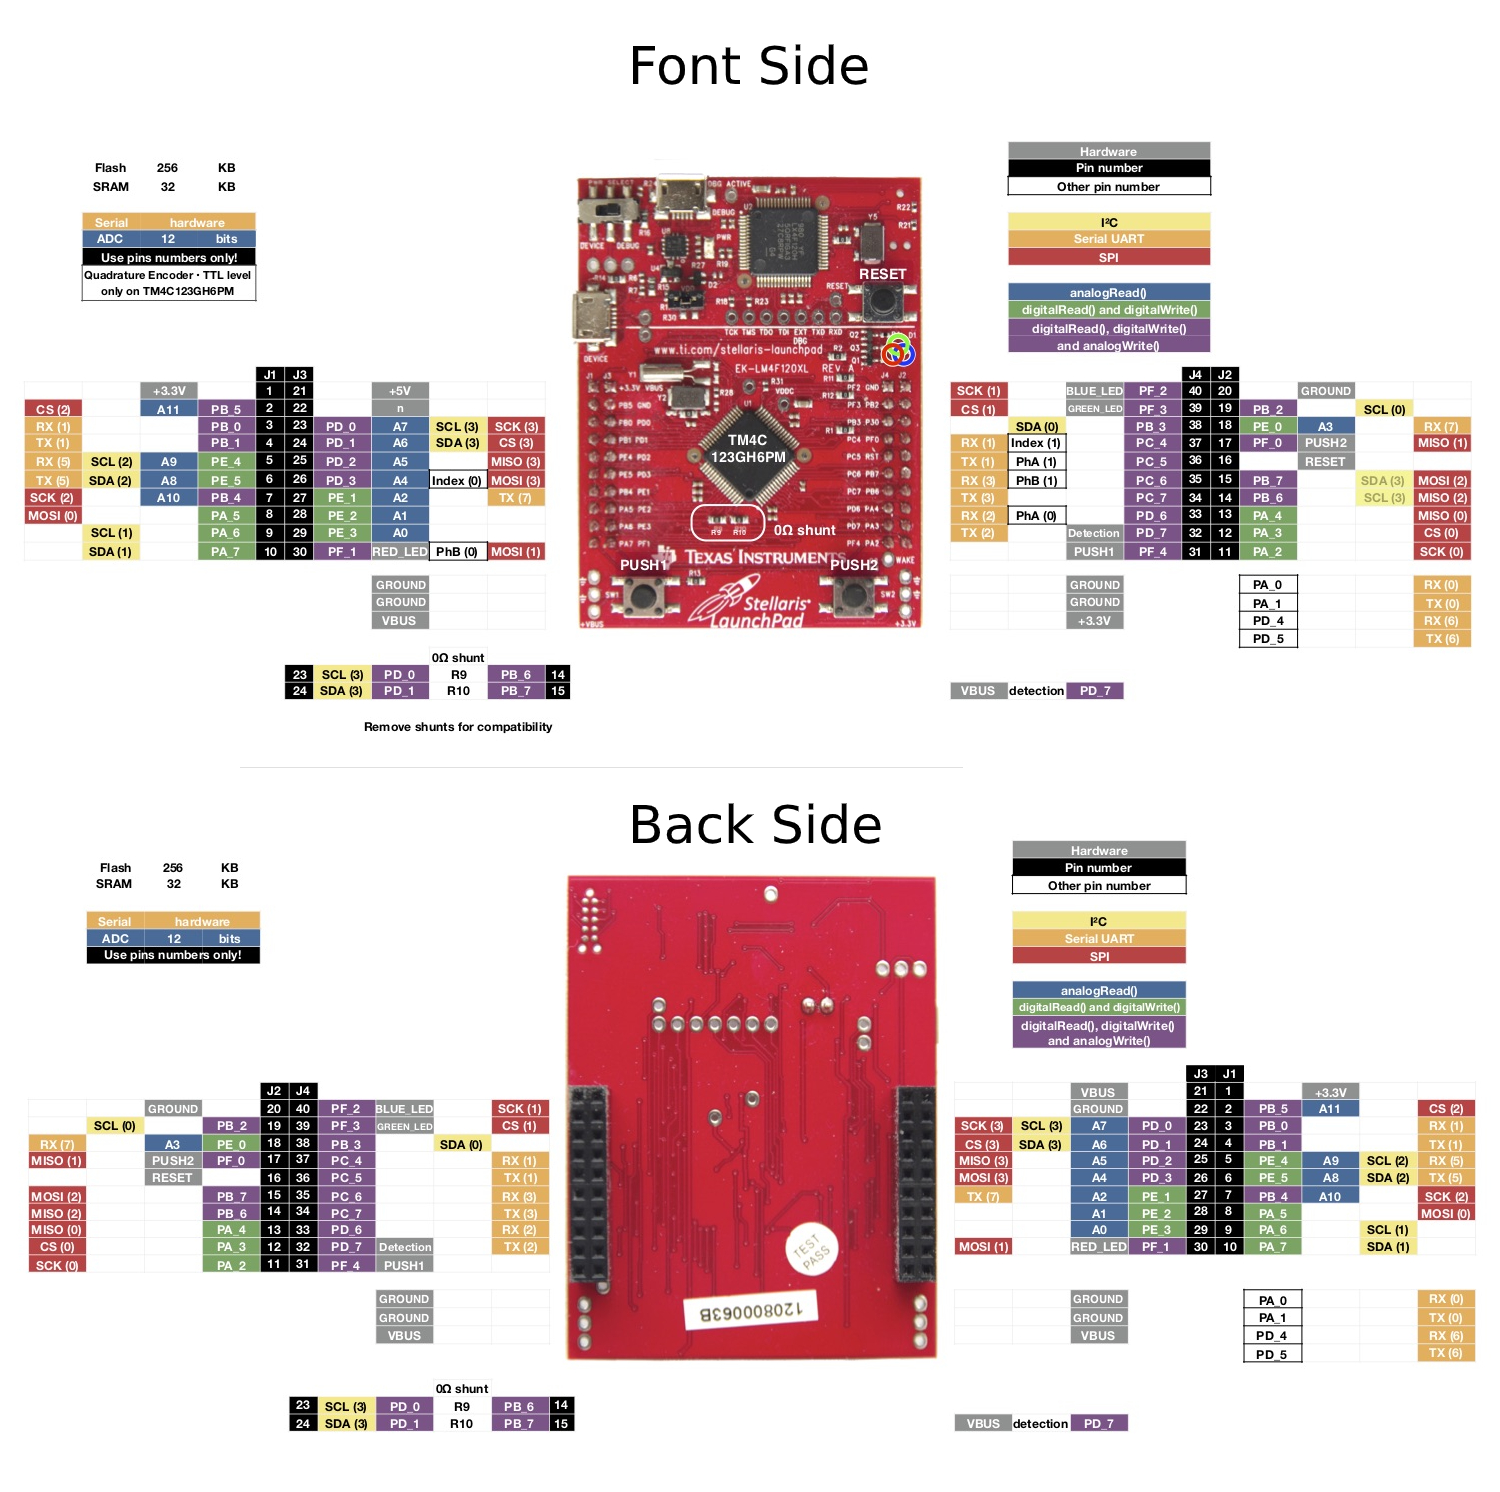 Font Side
Flash 256 KB
SRAM 32 KB
Serial hardware
ADC 12 bits
Use pins numbers only!
Quadrature Encoder · TTL level
only on TM4C123GH6PM
Hardware
Pin number
Other pin number
I²C
Serial UART
SPI
analogRead()
digitalRead() and digitalWrite()
digitalRead(), digitalWrite()
and analogWrite()
J1 J3
+3.3V 1 21 +5V
CS (2) A11 PB_5 2 22 n
RX (1) PB_0 3 23 PD_0 A7 SCL (3) SCK (3)
TX (1) PB_1 4 24 PD_1 A6 SDA (3) CS (3)
RX (5) SCL (2) A9 PE_4 5 25 PD_2 A5 MISO (3)
TX (5) SDA (2) A8 PE_5 6 26 PD_3 A4 Index (0) MOSI (3)
SCK (2) A10 PB_4 7 27 PE_1 A2 TX (7)
MOSI (0) PA_5 8 28 PE_2 A1
SCL (1) PA_6 9 29 PE_3 A0
SDA (1) PA_7 10 30 PF_1 RED_LED PhB (0) MOSI (1)
GROUND
GROUND
VBUS
0Ω shunt
23 SCL (3) PD_0 R9 PB_6 14
24 SDA (3) PD_1 R10 PB_7 15
Remove shunts for compatibility
PWR SELECT
DBG ACTIVE
DEBUG
DEVICE DEBUG
PWR
RESET
RESET
TCK TMS TDO TDI EXT TXD RXD
DBG
DEVICE
www.ti.com/stellaris-launchpad
EK-LM4F120XL REV A
TM4C
123GH6PM
0Ω shunt
TEXAS INSTRUMENTS
WAKE
PUSH1
PUSH2
SW1
SW2
Stellaris
LaunchPad
+VBUS
+3.3V
J4 J2
SCK (1) BLUE_LED PF_2 40 20 GROUND
CS (1) GREEN_LED PF_3 39 19 PB_2 SCL (0)
SDA (0) PB_3 38 18 PE_0 A3 RX (7)
RX (1) Index (1) PC_4 37 17 PF_0 PUSH2 MISO (1)
TX (1) PhA (1) PC_5 36 16 RESET
RX (3) PhB (1) PC_6 35 15 PB_7 SDA (3) MOSI (2)
TX (3) PC_7 34 14 PB_6 SCL (3) MISO (2)
RX (2) PhA (0) PD_6 33 13 PA_4 MISO (0)
TX (2) Detection PD_7 32 12 PA_3 CS (0)
PUSH1 PF_4 31 11 PA_2 SCK (0)
GROUND PA_0 RX (0)
GROUND PA_1 TX (0)
+3.3V PD_4 RX (6)
PD_5 TX (6)
VBUS detection PD_7
Back Side
Flash 256 KB
SRAM 32 KB
Serial hardware
ADC 12 bits
Use pins numbers only!
Hardware
Pin number
Other pin number
I²C
Serial UART
SPI
analogRead()
digitalRead() and digitalWrite()
digitalRead(), digitalWrite()
and analogWrite()
J2 J4
GROUND 20 40 PF_2 BLUE_LED SCK (1)
SCL (0) PB_2 19 39 PF_3 GREEN_LED CS (1)
RX (7) A3 PE_0 18 38 PB_3 SDA (0)
MISO (1) PUSH2 PF_0 17 37 PC_4 RX (1)
RESET 16 36 PC_5 TX (1)
MOSI (2) PB_7 15 35 PC_6 RX (3)
MISO (2) PB_6 14 34 PC_7 TX (3)
MISO (0) PA_4 13 33 PD_6 RX (2)
CS (0) PA_3 12 32 PD_7 Detection TX (2)
SCK (0) PA_2 11 31 PF_4 PUSH1
GROUND
GROUND
VBUS
0Ω shunt
23 SCL (3) PD_0 R9 PB_6 14
24 SDA (3) PD_1 R10 PB_7 15
TEST
PASS
120800063B
J3 J1
VBUS 21 1 +3.3V
GROUND 22 2 PB_5 A11 CS (2)
SCK (3) SCL (3) A7 PD_0 23 3 PB_0 RX (1)
CS (3) SDA (3) A6 PD_1 24 4 PB_1 TX (1)
MISO (3) A5 PD_2 25 5 PE_4 A9 SCL (2) RX (5)
MOSI (3) A4 PD_3 26 6 PE_5 A8 SDA (2) TX (5)
TX (7) A2 PE_1 27 7 PB_4 A10 SCK (2)
A1 PE_2 28 8 PA_5 MOSI (0)
A0 PE_3 29 9 PA_6 SCL (1)
MOSI (1) RED_LED PF_1 30 10 PA_7 SDA (1)
GROUND PA_0 RX (0)
GROUND PA_1 TX (0)
VBUS PD_4 RX (6)
PD_5 TX (6)
VBUS detection PD_7